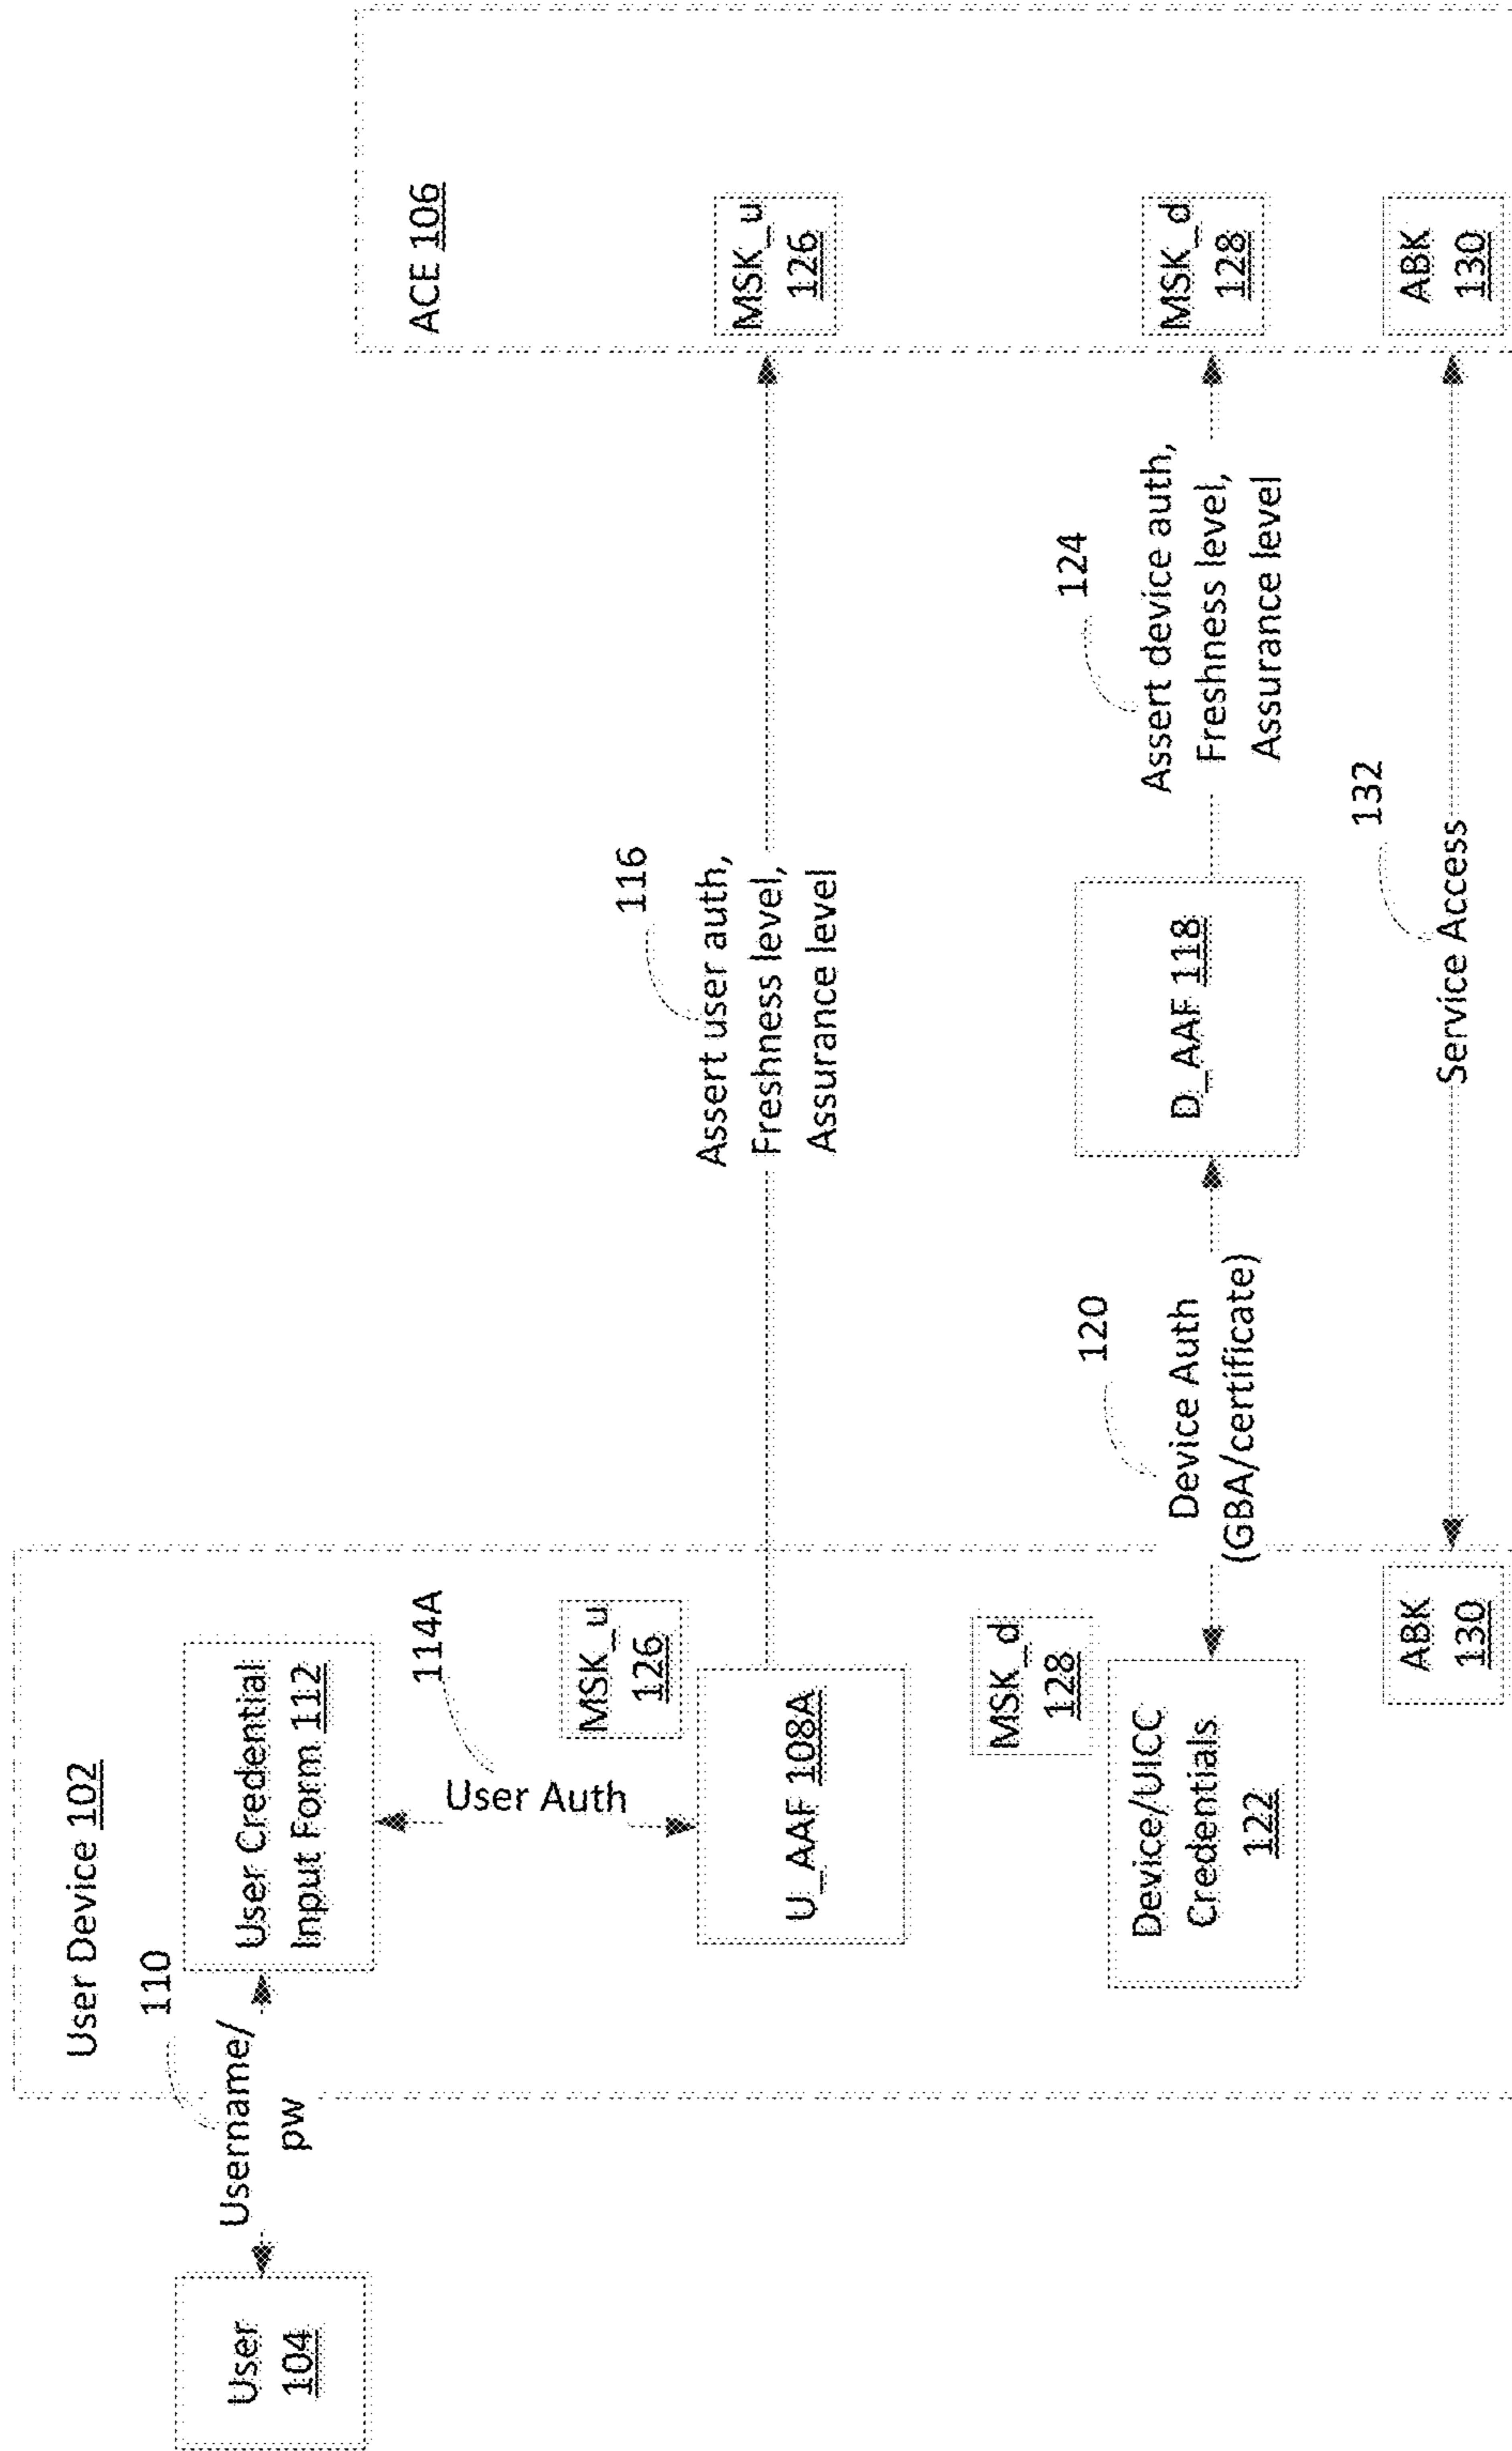 User
104
110
Username/
pw
User Device 102
User Credential
Input Form 112
114A
User Auth
MSK_u
126
U_AAF 108A
MSK_d
128
Device/UICC
Credentials
122
ABK
130
116
Assert user auth,
Freshness level,
Assurance level
120
Device Auth
(GBA/certificate)
D_AAF 118
124
Assert device auth,
Freshness level,
Assurance level
132
Service Access
ACE 106
MSK_u
126
MSK_d
128
ABK
130